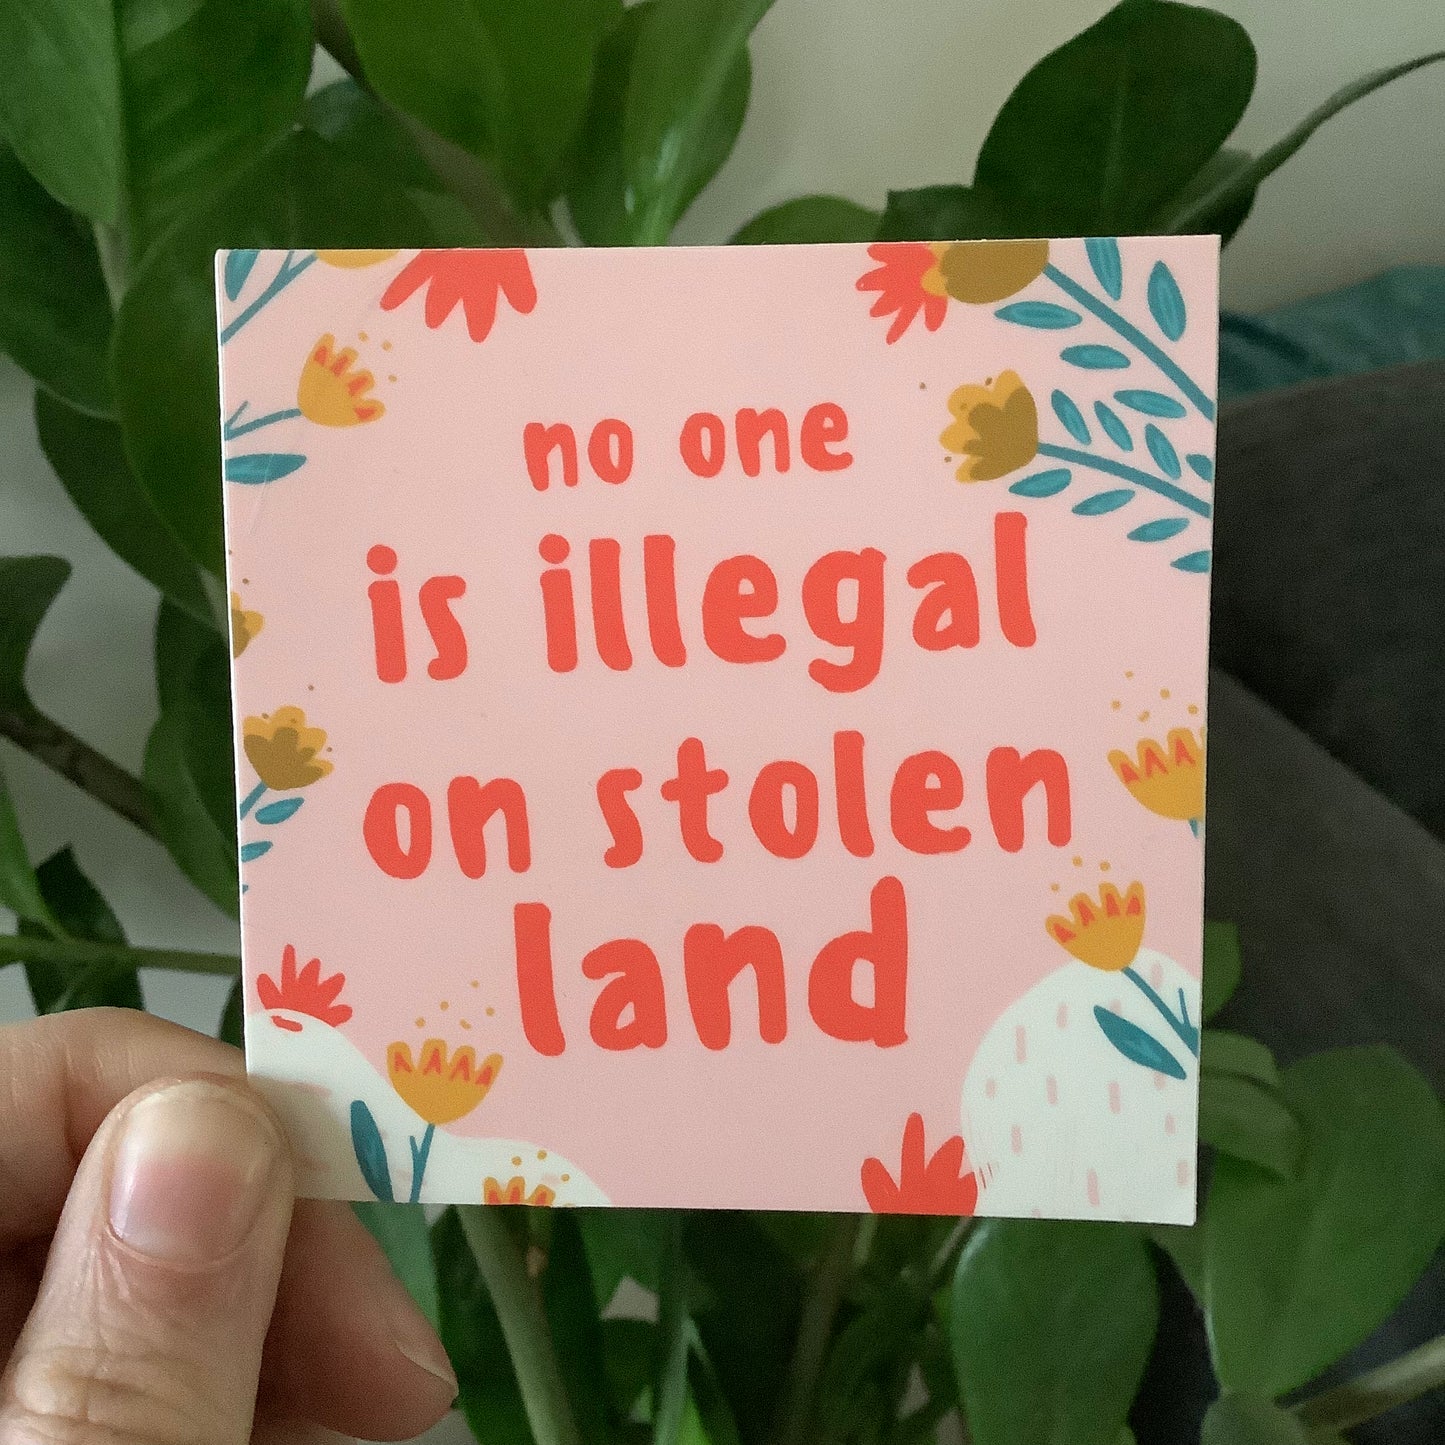 no one
is illegal
on stolen
land